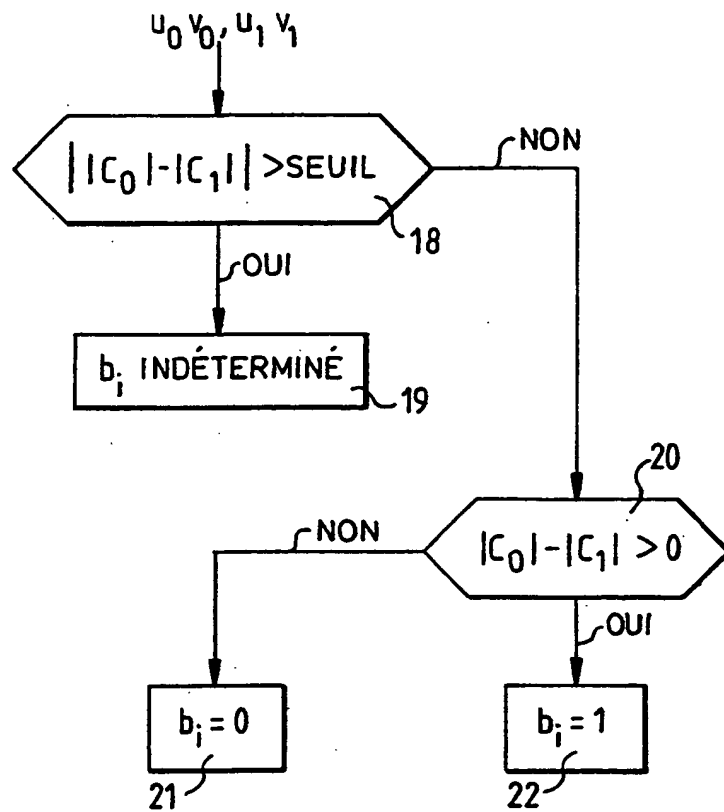 u₀ v₀, u₁ v₁
||C₀|-|C₁|| >SEUIL
NON
18
OUI
bᵢ INDÉTERMINÉ
19
20
NON
|C₀|-|C₁| > 0
OUI
bᵢ = 0
bᵢ = 1
21
22